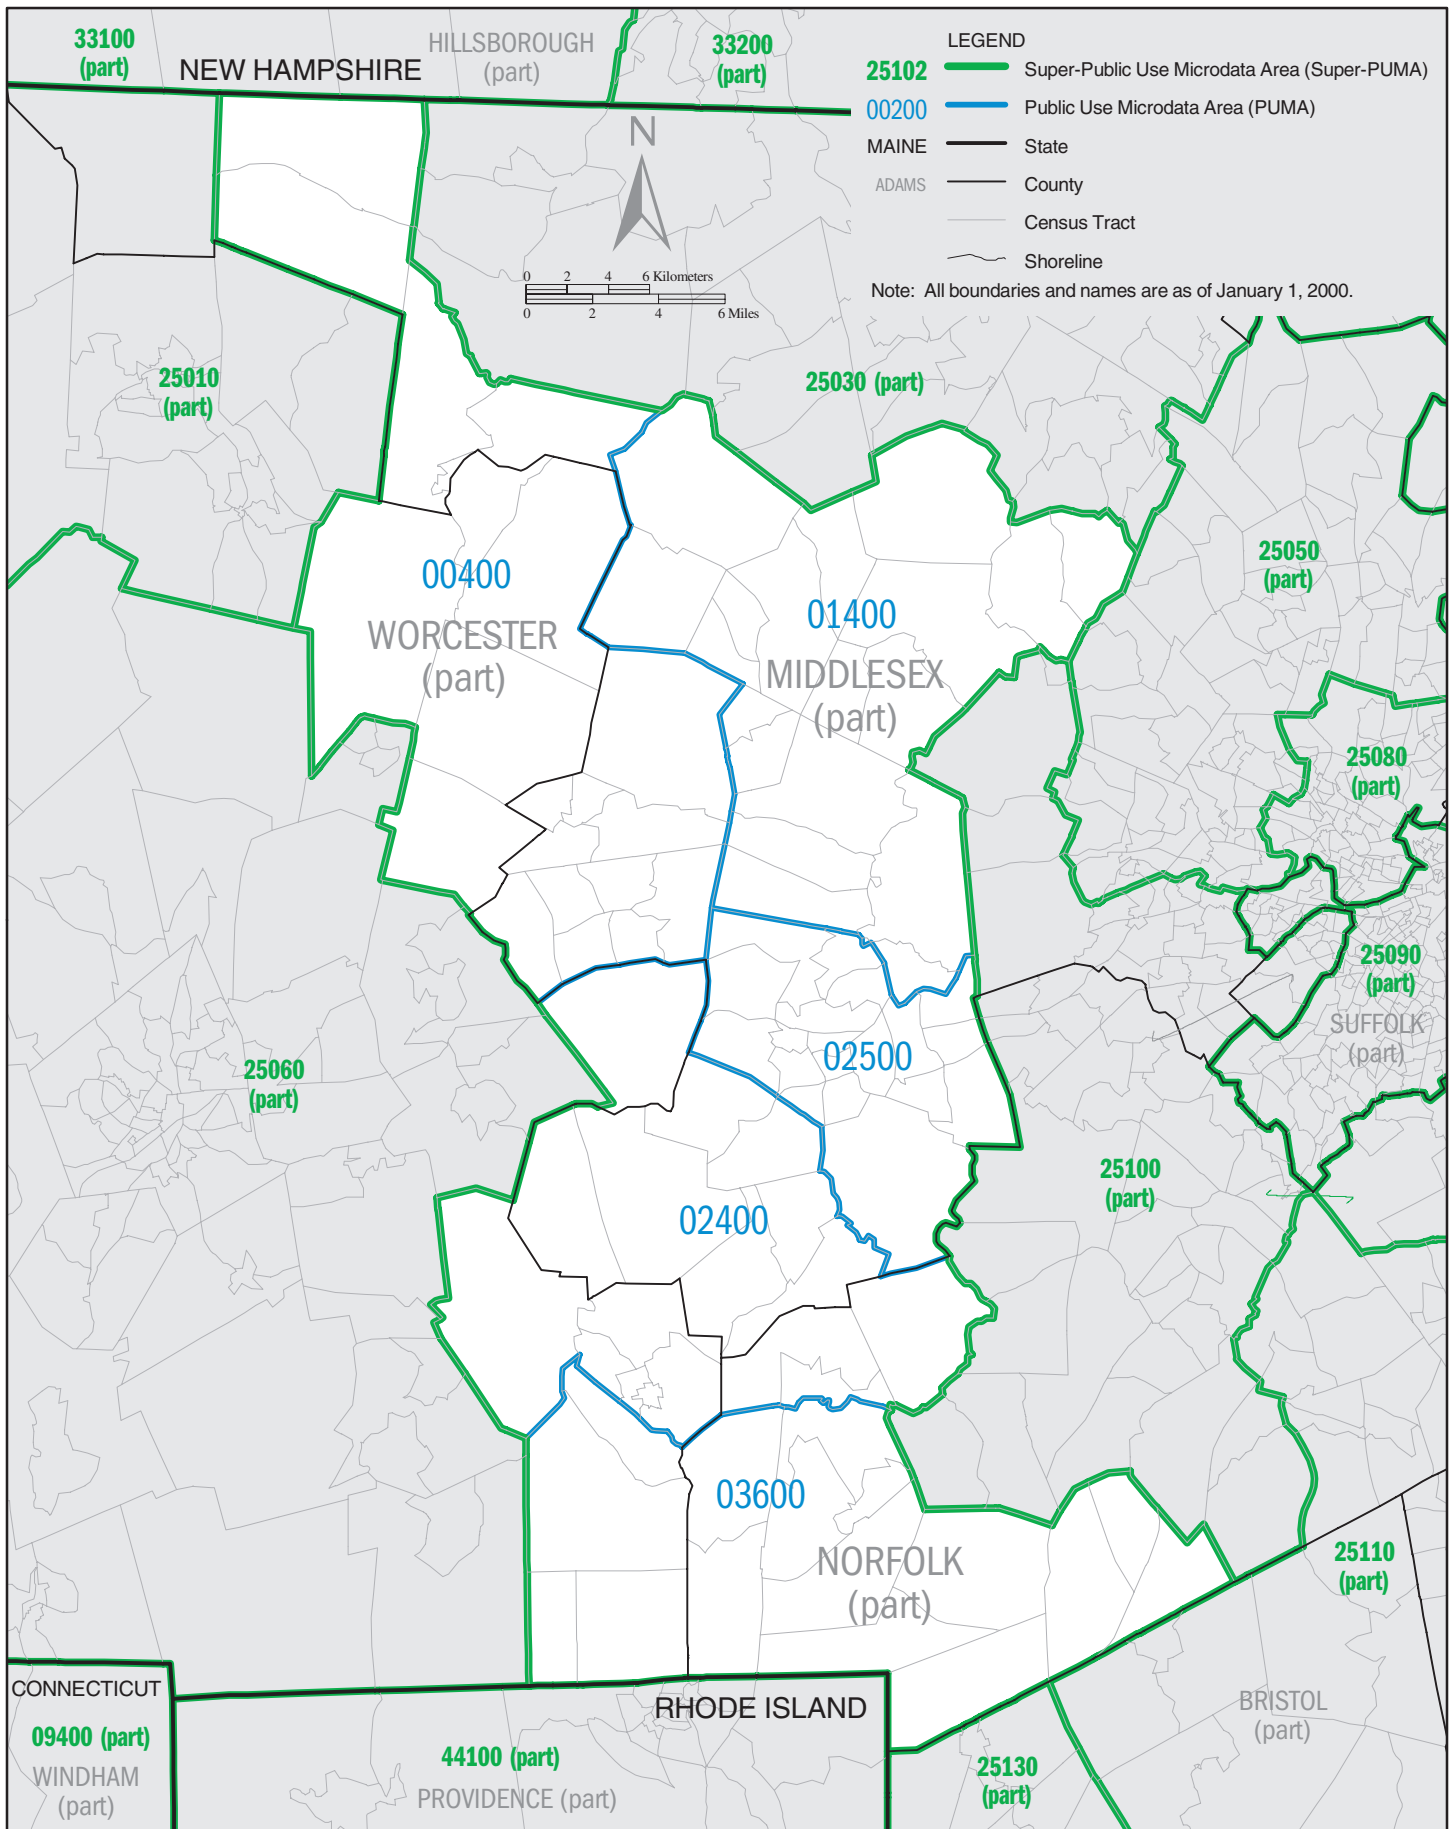 33100
(part)
NEW HAMPSHIRE
HILLSBOROUGH
(part)
33200
(part)
LEGEND
25102 Super-Public Use Microdata Area (Super-PUMA)
00200 Public Use Microdata Area (PUMA)
MAINE State
ADAMS County
Census Tract
Shoreline
Note: All boundaries and names are as of January 1, 2000.
N
0 2 4 6 Kilometers
0 2 4 6 Miles
25010
(part)
25030 (part)
25050
(part)
00400
WORCESTER
(part)
01400
MIDDLESEX
(part)
25080
(part)
25090
(part)
SUFFOLK
(part)
25060
(part)
02500
25100
(part)
02400
03600
NORFOLK
(part)
25110
(part)
CONNECTICUT
09400 (part)
WINDHAM
(part)
RHODE ISLAND
44100 (part)
PROVIDENCE (part)
BRISTOL
(part)
25130
(part)